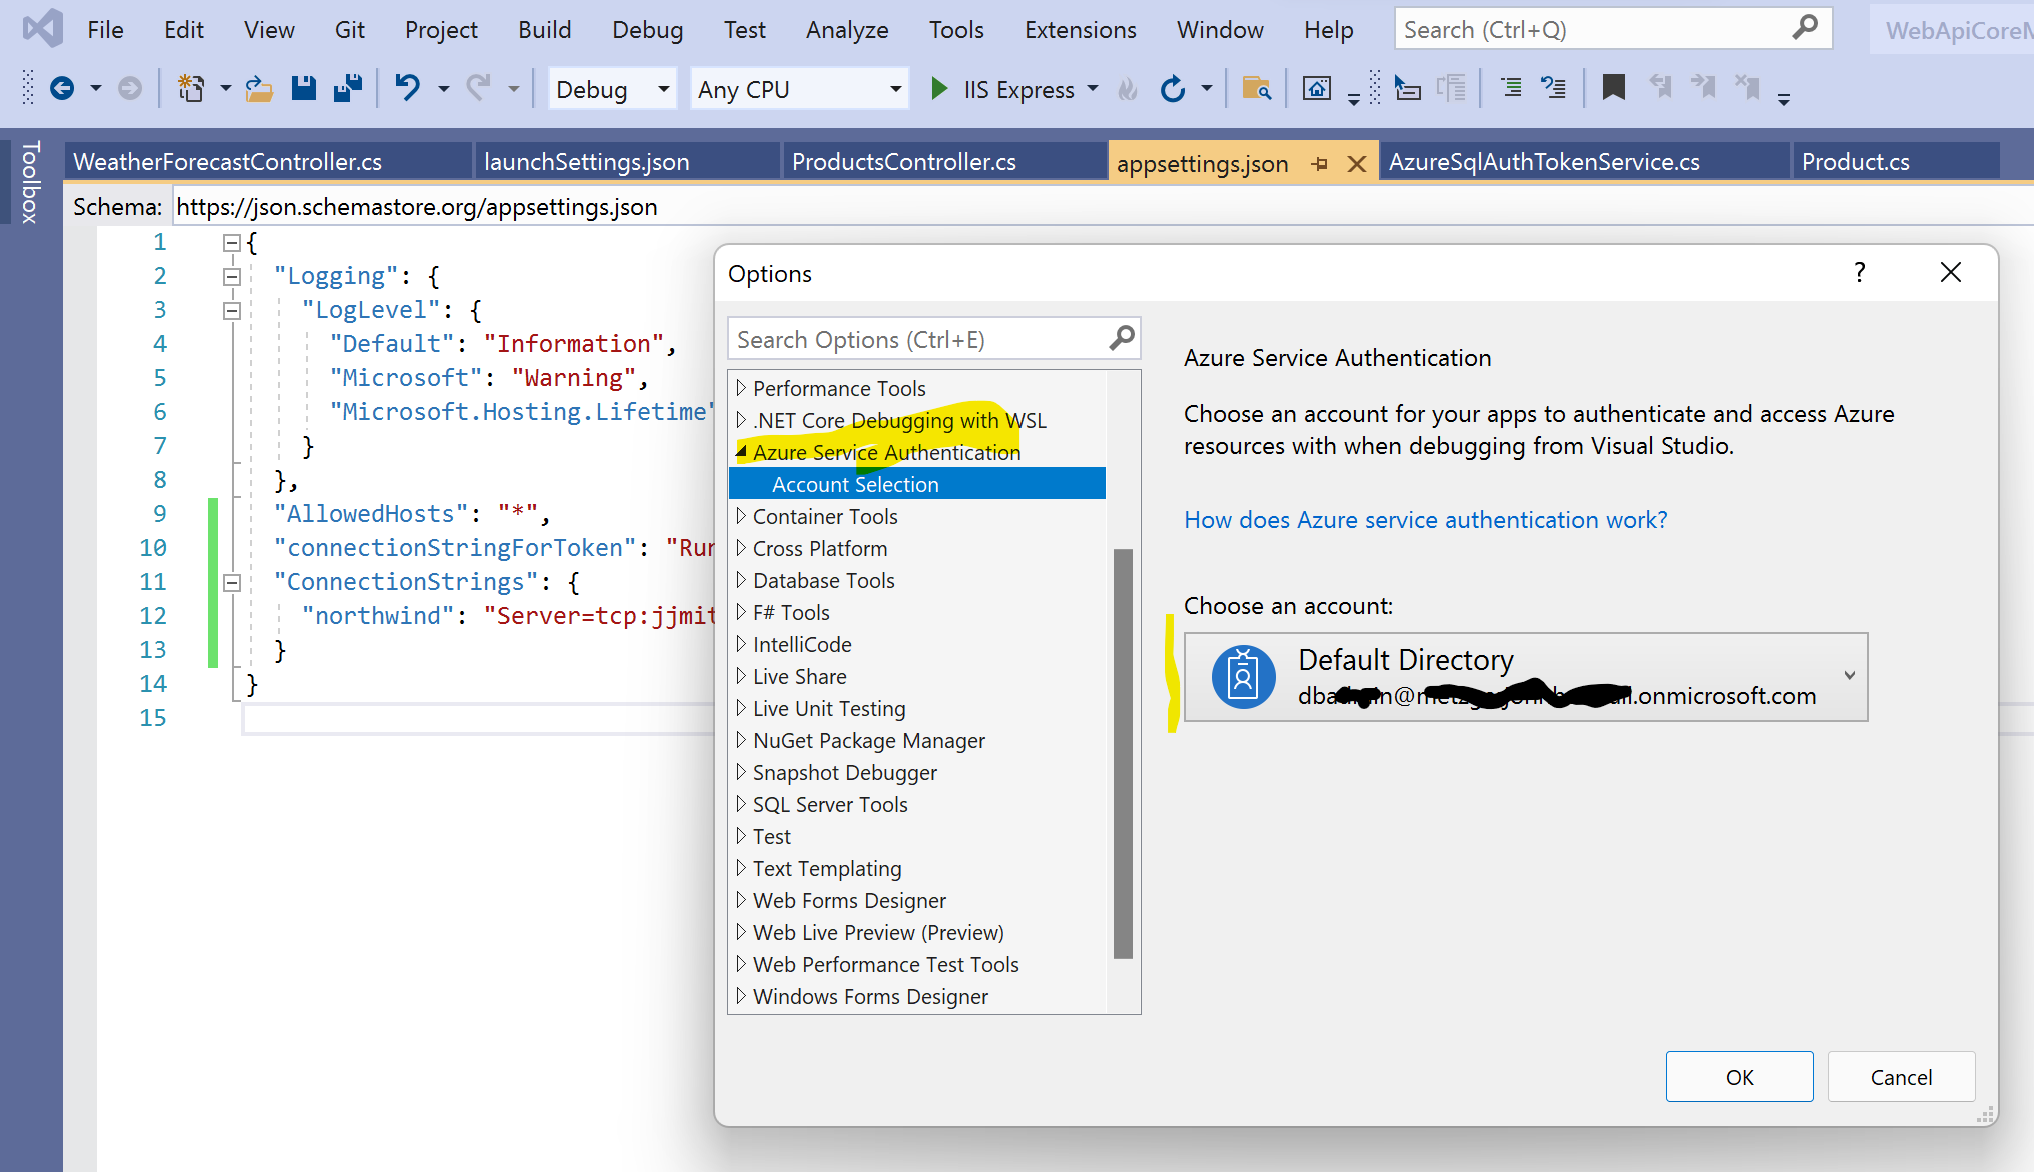 File Edit View Git Project Build Debug Test Analyze Tools Extensions Window Help Search (Ctrl+Q) WebApiCoreM
Debug Any CPU IIS Express
Toolbox
WeatherForecastController.cs launchSettings.json ProductsController.cs appsettings.json AzureSqlAuthTokenService.cs Product.cs
Schema: https://json.schemastore.org/appsettings.json
1 {
2 "Logging": {
3 "LogLevel": {
4 "Default": "Information",
5 "Microsoft": "Warning",
6 "Microsoft.Hosting.Lifetime"
7 }
8 },
9 "AllowedHosts": "*",
10 "connectionStringForToken": "Run
11 "ConnectionStrings": {
12 "northwind": "Server=tcp:jjmit
13 }
14 }
15
Options ?
Search Options (Ctrl+E)
Performance Tools
.NET Core Debugging with WSL
Azure Service Authentication
Account Selection
Container Tools
Cross Platform
Database Tools
F# Tools
IntelliCode
Live Share
Live Unit Testing
NuGet Package Manager
Snapshot Debugger
SQL Server Tools
Test
Text Templating
Web Forms Designer
Web Live Preview (Preview)
Web Performance Test Tools
Windows Forms Designer
Azure Service Authentication
Choose an account for your apps to authenticate and access Azure
resources with when debugging from Visual Studio.
How does Azure service authentication work?
Choose an account:
Default Directory
.onmicrosoft.com
OK Cancel